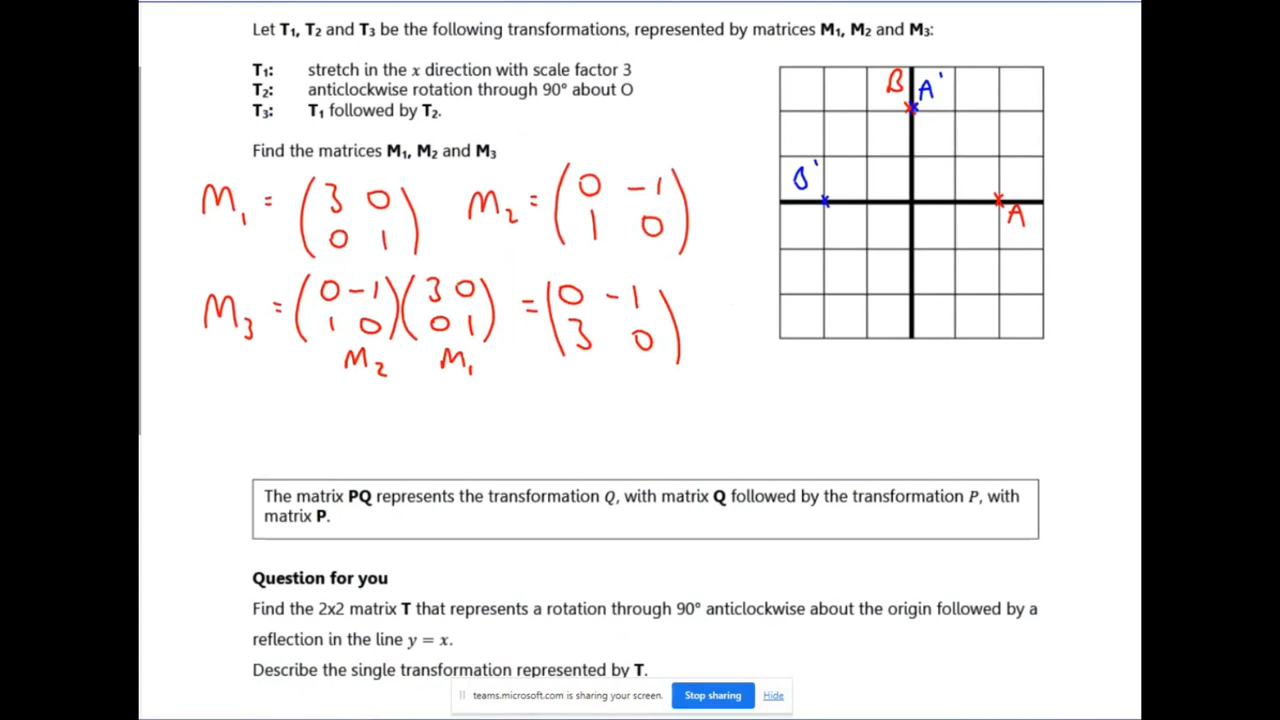 Let T₁, T₂ and T₃ be the following transformations, represented by matrices M₁, M₂ and M₃:
T₁: stretch in the x direction with scale factor 3
T₂: anticlockwise rotation through 90° about O
T₃: T₁ followed by T₂.
Find the matrices M₁, M₂ and M₃
M₁ = (3 0
0 1)
M₂ = (0 -1
1 0)
M₃ = (0 -1
1 0)(3 0
0 1) = (0 -1
3 0)
M₂ M₁
B A'
B'
A
The matrix PQ represents the transformation Q, with matrix Q followed by the transformation P, with
matrix P.
Question for you
Find the 2x2 matrix T that represents a rotation through 90° anticlockwise about the origin followed by a
reflection in the line y = x.
Describe the single transformation represented by T.
teams.microsoft.com is sharing your screen. Stop sharing Hide